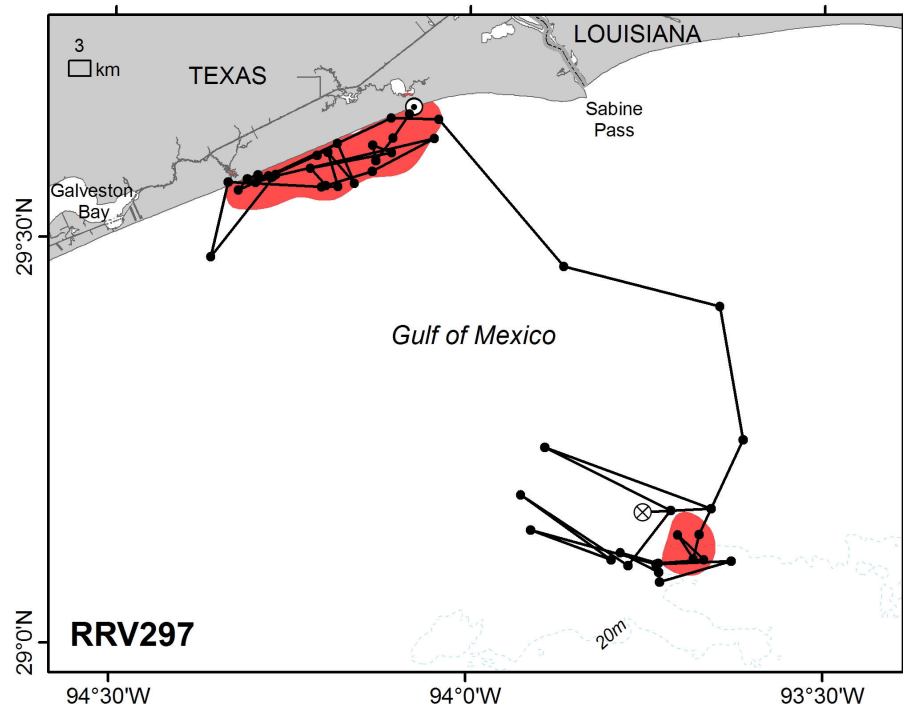 LOUISIANA
3
km
TEXAS
Sabine
Pass
Galveston
Bay
29°30'N
Gulf of Mexico
20m
29°0'N
RRV297
94°30'W
94°0'W
93°30'W